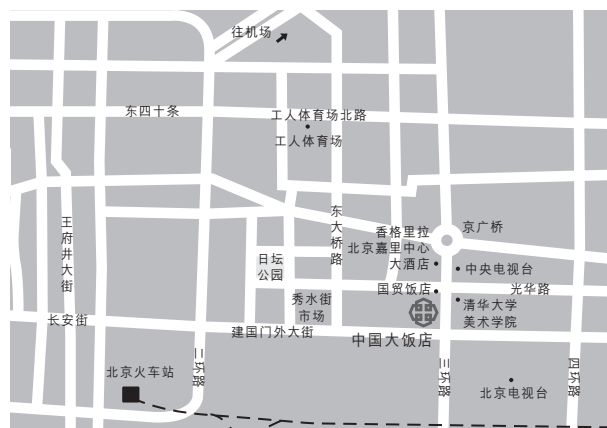 往机场
东四十条
工人体育场北路
工人体育场
王府井大街
东大桥路
香格里拉
北京嘉里中心
大酒店
京广桥
日坛
公园
中央电视台
国贸饭店
光华路
秀水街
市场
清华大学
美术学院
长安街
建国门外大街
中国大饭店
北京火车站
二环路
三环路
四环路
北京电视台